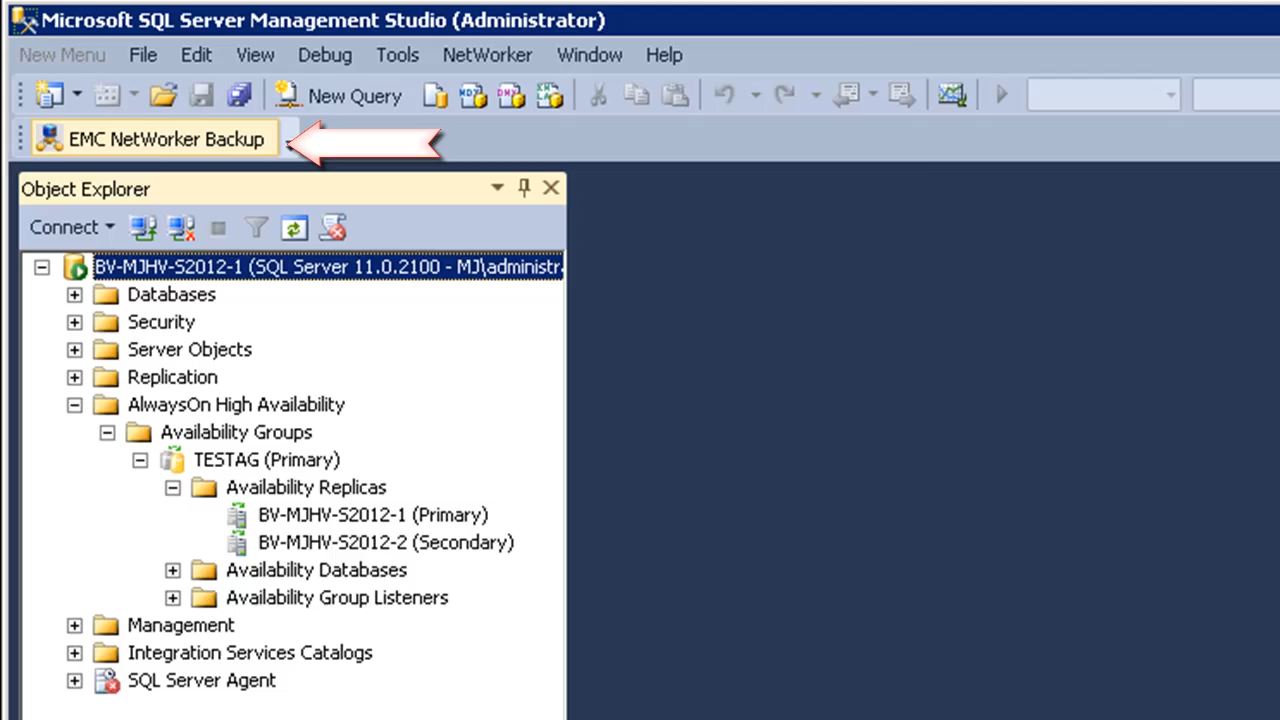 Microsoft SQL Server Management Studio (Administrator)
New Menu File Edit View Debug Tools NetWorker Window Help
New Query
EMC NetWorker Backup
Object Explorer
Connect
BV-MJHV-S2012-1 (SQL Server 11.0.2100 - MJ\administr
Databases
Security
Server Objects
Replication
AlwaysOn High Availability
Availability Groups
TESTAG (Primary)
Availability Replicas
BV-MJHV-S2012-1 (Primary)
BV-MJHV-S2012-2 (Secondary)
Availability Databases
Availability Group Listeners
Management
Integration Services Catalogs
SQL Server Agent